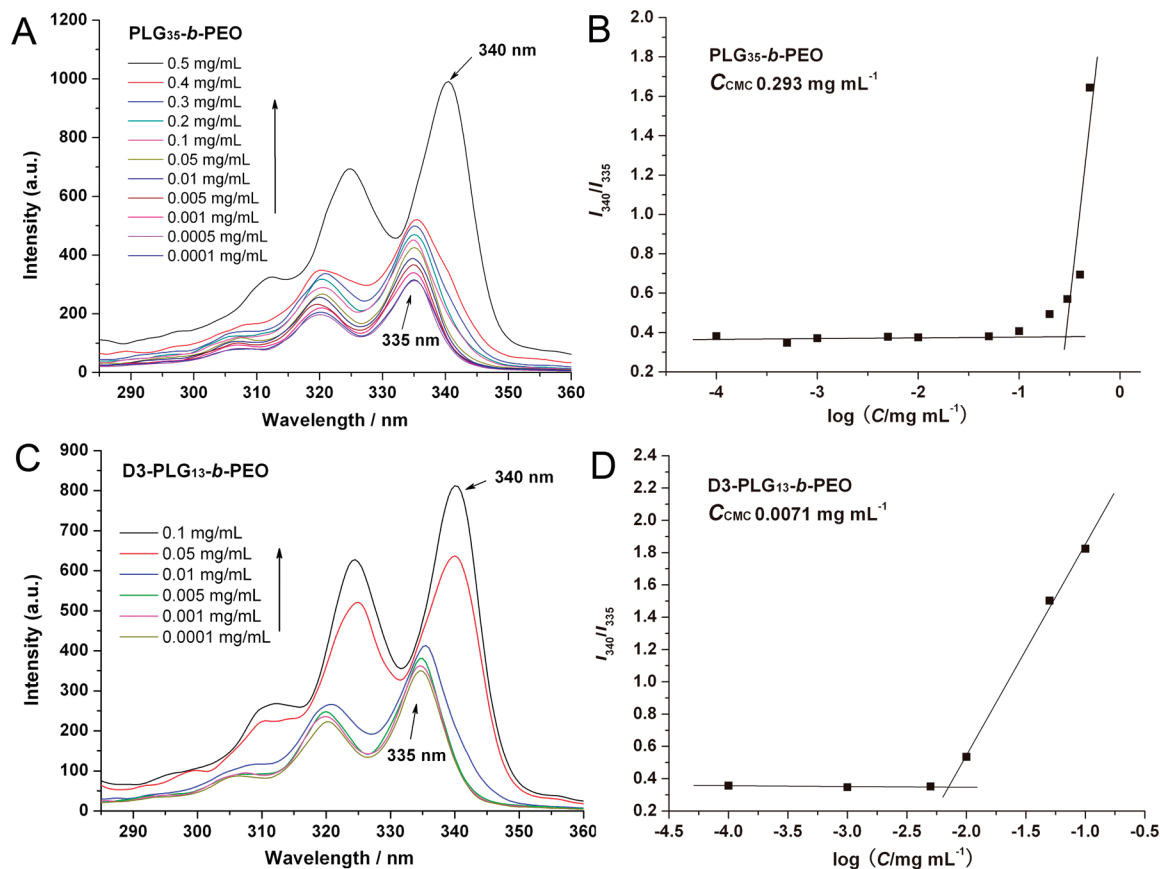 A
PLG35-b-PEO
0.5 mg/mL
0.4 mg/mL
0.3 mg/mL
0.2 mg/mL
0.1 mg/mL
0.05 mg/mL
0.01 mg/mL
0.005 mg/mL
0.001 mg/mL
0.0005 mg/mL
0.0001 mg/mL
340 nm
335 nm
1200
1000
800
600
400
200
0
Intensity (a.u.)
290 300 310 320 330 340 350 360
Wavelength / nm
B
PLG35-b-PEO
CCMC 0.293 mg mL-1
2.0
1.8
1.6
1.4
1.2
1.0
0.8
0.6
0.4
0.2
I340/I335
-4 -3 -2 -1 0
log (C/mg mL-1)
C
D3-PLG13-b-PEO
0.1 mg/mL
0.05 mg/mL
0.01 mg/mL
0.005 mg/mL
0.001 mg/mL
0.0001 mg/mL
340 nm
335 nm
900
800
700
600
500
400
300
200
100
0
Intensity (a.u.)
290 300 310 320 330 340 350 360
Wavelength / nm
D
D3-PLG13-b-PEO
CCMC 0.0071 mg mL-1
2.4
2.2
2.0
1.8
1.6
1.4
1.2
1.0
0.8
0.6
0.4
0.2
I340/I335
-4.5 -4.0 -3.5 -3.0 -2.5 -2.0 -1.5 -1.0 -0.5
log (C/mg mL-1)